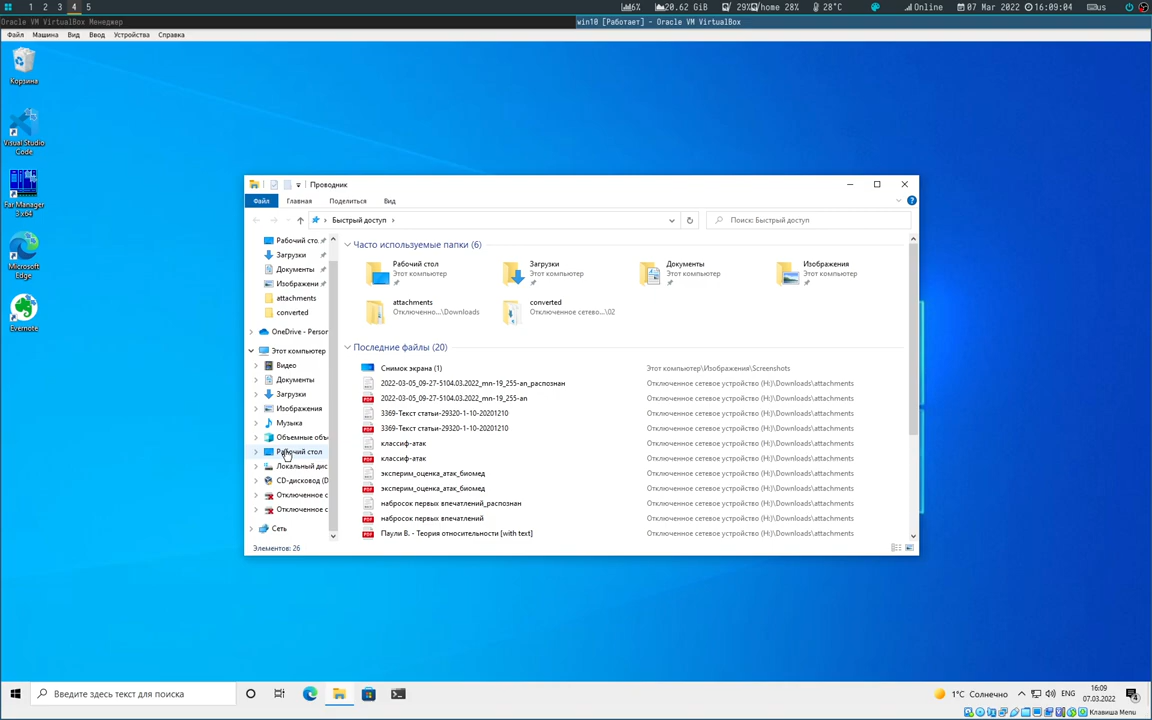 1 2 3 4 5 6% 20.62 GiB / 29% /home 28% 28°C Online 07 Mar 2022 16:09:04 us
Oracle VM VirtualBox Менеджер
win10 [Работает] - Oracle VM VirtualBox
Файл Машина Вид Ввод Устройства Справка
Корзина
Visual Studio
Code
Far Manager
3 x64
Microsoft
Edge
Evernote
Проводник
Файл Главная Поделиться Вид
Быстрый доступ
Поиск: Быстрый доступ
Рабочий сто
Загрузки
Документы
Изображени
attachments
converted
OneDrive - Person
Этот компьютер
Видео
Документы
Загрузки
Изображения
Музыка
Объемные объ
Рабочий стол
Локальный дис
CD-дисковод (D
Отключенное с
Отключенное с
Сеть
Часто используемые папки (6)
Рабочий стол
Этот компьютер
Загрузки
Этот компьютер
Документы
Этот компьютер
Изображения
Этот компьютер
attachments
Отключенно...\Downloads
converted
Отключенное сетево...\02
Последние файлы (20)
Снимок экрана (1) Этот компьютер\Изображения\Screenshots
2022-03-05_09-27-5104.03.2022_mn-19_255-an_распознан Отключенное сетевое устройство (H:)\Downloads\attachments
2022-03-05_09-27-5104.03.2022_mn-19_255-an Отключенное сетевое устройство (H:)\Downloads\attachments
3369-Текст статьи-29320-1-10-20201210 Отключенное сетевое устройство (H:)\Downloads\attachments
3369-Текст статьи-29320-1-10-20201210 Отключенное сетевое устройство (H:)\Downloads\attachments
классиф-атак Отключенное сетевое устройство (H:)\Downloads\attachments
классиф-атак Отключенное сетевое устройство (H:)\Downloads\attachments
эксперим_оценка_атак_биомед Отключенное сетевое устройство (H:)\Downloads\attachments
эксперим_оценка_атак_биомед Отключенное сетевое устройство (H:)\Downloads\attachments
набросок первых впечатлений_распознан Отключенное сетевое устройство (H:)\Downloads\attachments
набросок первых впечатлений Отключенное сетевое устройство (H:)\Downloads\attachments
Паули В. - Теория относительности [with text] Отключенное сетевое устройство (H:)\Downloads\attachments
Элементов: 26
Введите здесь текст для поиска
1°C Солнечно
ENG
16:09
07.03.2022
4
Клавиша Menu